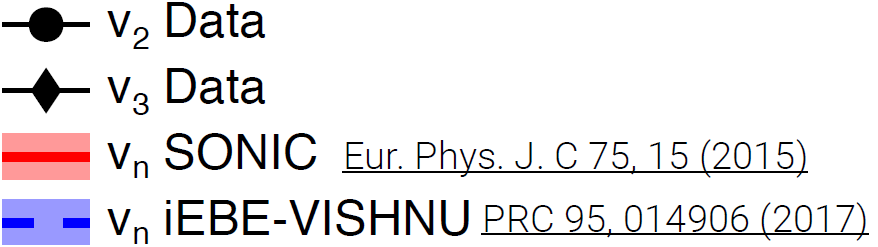 v2 Data
v3 Data
vn SONIC Eur. Phys. J. C 75, 15 (2015)
vn iEBE-VISHNU PRC 95, 014906 (2017)